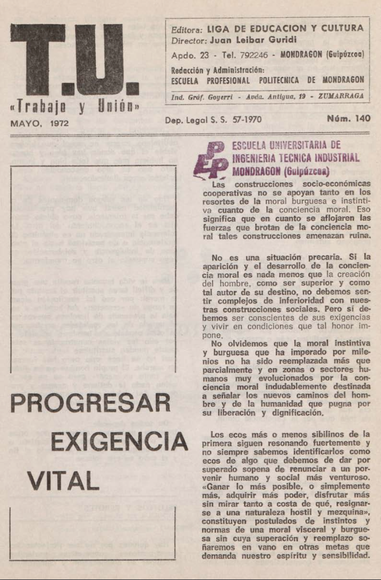 T.U.
«Trabajo y Unión»
MAYO, 1972
Editora: LIGA DE EDUCACION Y CULTURA
Director: Juan Leibar Guridi
Apdo. 23 - Tel. 792246 - MONDRAGON (Guipúzcoa)
Redacción y Administración:
ESCUELA PROFESIONAL POLITECNICA DE MONDRAGON
Ind. Gráf. Goyerri - Anda. Antigua, 19 - ZUMARRAGA
Dep. Legal S. S. 57-1970 Núm. 140
PEP
ESCUELA UNIVERSITARIA DE
INGENIERIA TECNICA INDUSTRIAL
MONDRAGON (Guipúzcoa)
PROGRESAR
EXIGENCIA
VITAL
Las construcciones socio-económicas
cooperativas no se apoyan tanto en los
resortes de la moral burguesa e instinti-
va cuanto de la conciencia moral. Eso
significa que en cuanto se aflojaren las
fuerzas que brotan de la conciencia mo-
ral tales construcciones amenazan ruina.
No es una situación precaria. Si la
aparición y el desarrollo de la concien-
cia moral es nada menos que la creación
del hombre, como ser superior y como
tal autor de su destino, no debemos sen-
tir complejos de inferioridad con nues-
tras construcciones sociales. Pero sí de-
bemos ser conscientes de sus exigencias
y vivir en condiciones que tal honor im-
pone.
No olvidemos que la moral instintiva
y burguesa que ha imperado por mile-
nios no ha sido reemplazada más que
parcialmente y en zonas o sectores hu-
manos muy evolucionados por la con-
ciencia moral indudablemente destinada
a señalar los nuevos caminos del hom-
bre y de la humanidad que pugna por
su liberación y dignificación.
Los ecos más o menos sibilinos de la
primera siguen resonando fuertemente y
no siempre sabemos identificarlos como
ecos de algo que debemos de dar por
superado sopena de renunciar a un por-
venir humano y social más venturoso.
«Ganar lo más posible, o simplemente
más, adquirir más poder, disfrutar más
sin mirar tanto a costa de qué, resignar-
se a una naturaleza hostil y mezquina»,
constituyen postulados de instintos y
normas de una moral visceral y burgue-
sa sin cuya superación y reemplazo so-
ñaremos en vano en otras metas que
demanda nuestro espíritu y sensibilidad.